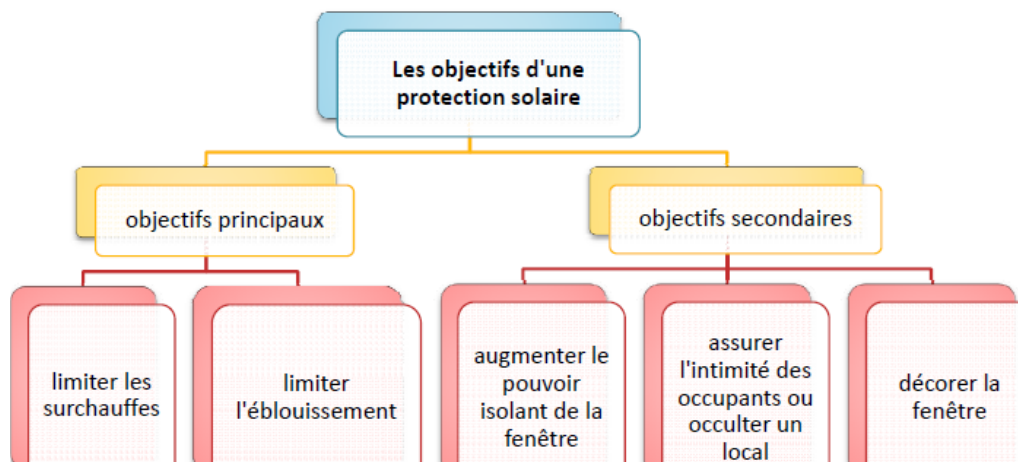 Les objectifs d'une
protection solaire
objectifs principaux
objectifs secondaires
limiter les
surchauffes
limiter
l'éblouissement
augmenter le
pouvoir
isolant de la
fenêtre
assurer
l'intimité des
occupants ou
occulter un
local
décorer la
fenêtre